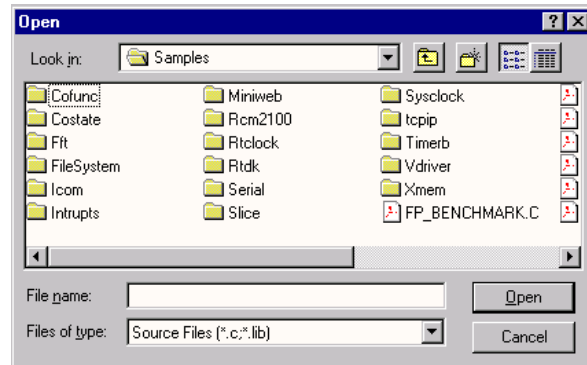 Open
Look in: Samples
Cofunc Miniweb Sysclock
Costate Rcm2100 tcpip
Fft Rtclock Timerb
FileSystem Rtdk Vdriver
Icom Serial Xmem
Intrupts Slice FP_BENCHMARK.C
File name: Open
Files of type: Source Files (*.c;*.lib) Cancel